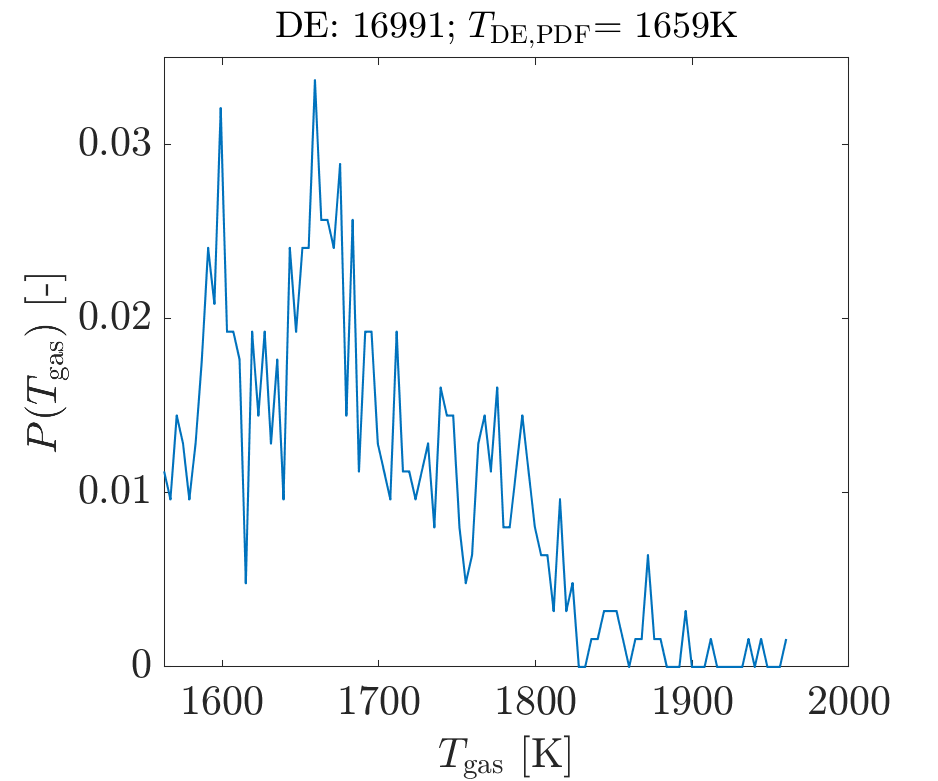 DE: 16991; T_DE,PDF= 1659K
0.03
0.02
0.01
0
P(T_gas) [-]
1600 1700 1800 1900 2000
T_gas [K]